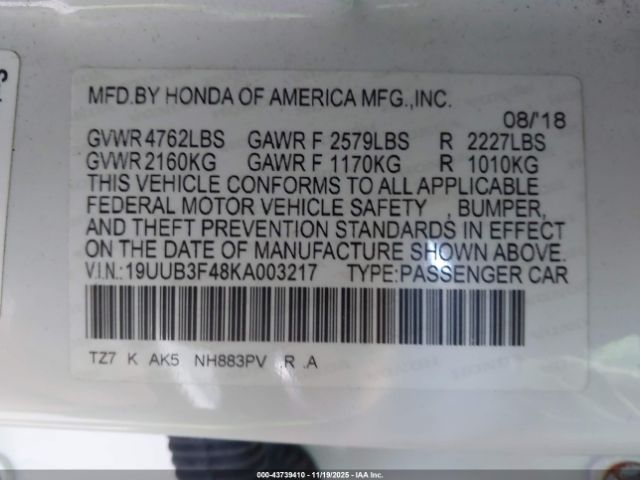 MFD.BY HONDA OF AMERICA MFG.,INC.
08/'18
GVWR 4762LBS GAWR F 2579LBS R 2227LBS
GVWR 2160KG GAWR F 1170KG R 1010KG
THIS VEHICLE CONFORMS TO ALL APPLICABLE
FEDERAL MOTOR VEHICLE SAFETY , BUMPER,
AND THEFT PREVENTION STANDARDS IN EFFECT
ON THE DATE OF MANUFACTURE SHOWN ABOVE.
V.I.N.: 19UUB3F48KA003217 TYPE:PASSENGER CAR
TZ7 K AK5 NH883PV .R .A
000-43739410 | 11/19/2025 | IAA Inc.